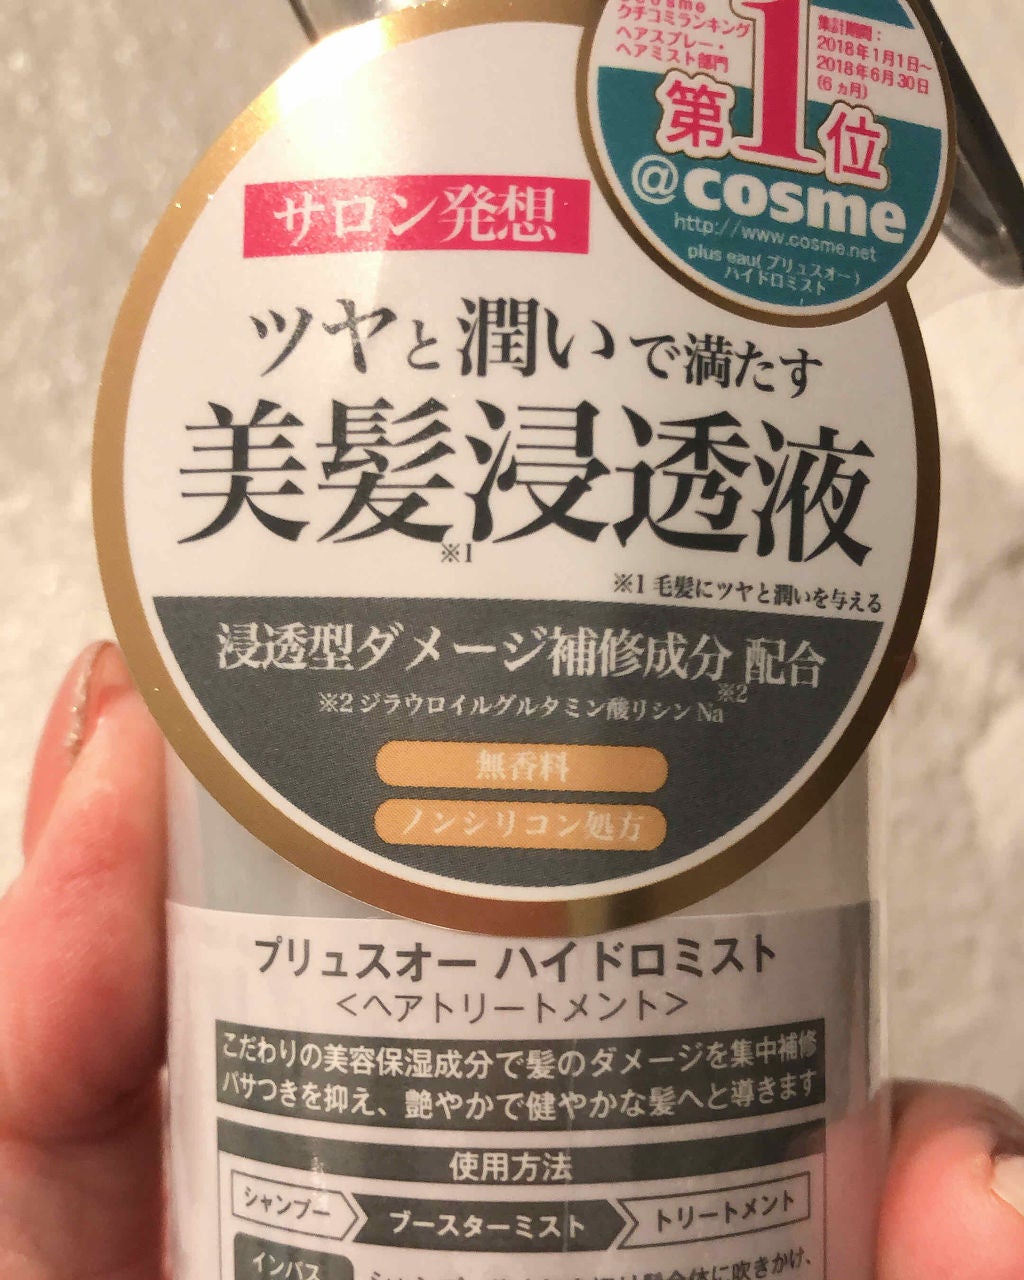 @cosme
クチコミランキング
ヘアスプレー・
ヘアミスト部門
集計期間：
2018年1月1日～
2018年6月30日
(6ヵ月)
第1位
@cosme
http://www.cosme.net
plus eau(プリュスオー)
ハイドロミスト
サロン発想
ツヤと潤いで満たす
美髪浸透液
※1
※1 毛髪にツヤと潤いを与える
浸透型ダメージ補修成分※2配合
※2 ジラウロイルグルタミン酸リシンNa
無香料
ノンシリコン処方
プリュスオー ハイドロミスト
＜ヘアトリートメント＞
こだわりの美容保湿成分で髪のダメージを集中補修
パサつきを抑え、艶やかで健やかな髪へと導きます
使用方法
シャンプー ブースターミスト トリートメント
インバス
に吹きかけ、